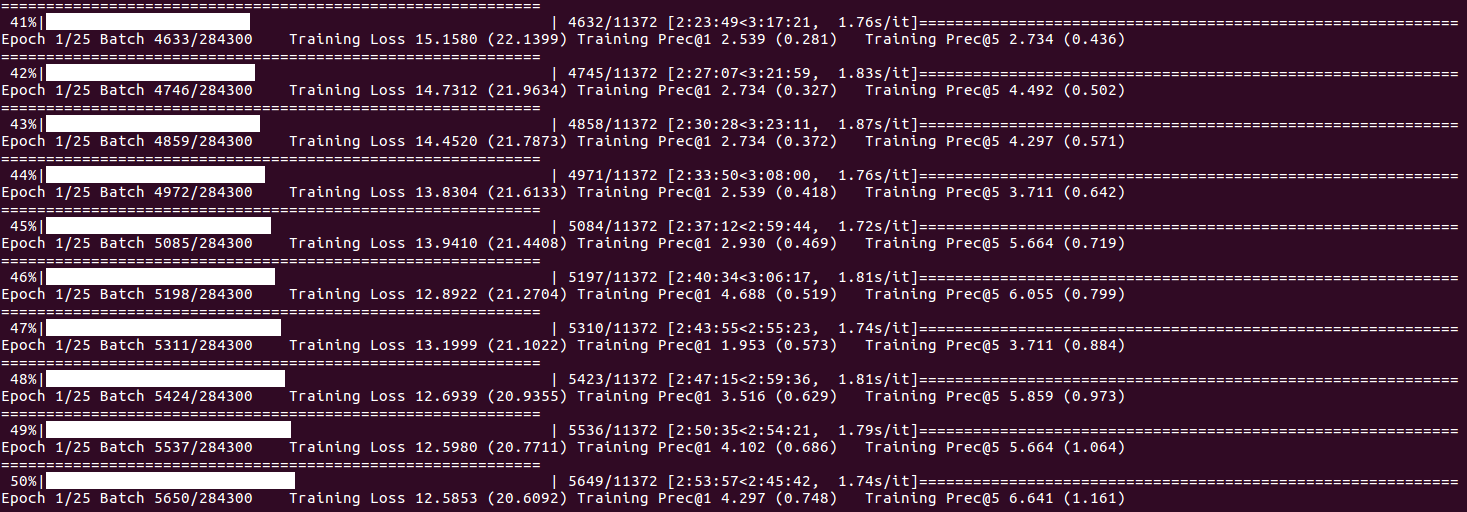 ============================================================
41%| | 4632/11372 [2:23:49<3:17:21, 1.76s/it]============================================================
Epoch 1/25 Batch 4633/284300 Training Loss 15.1580 (22.1399) Training Prec@1 2.539 (0.281) Training Prec@5 2.734 (0.436)
============================================================
42%| | 4745/11372 [2:27:07<3:21:59, 1.83s/it]============================================================
Epoch 1/25 Batch 4746/284300 Training Loss 14.7312 (21.9634) Training Prec@1 2.734 (0.327) Training Prec@5 4.492 (0.502)
============================================================
43%| | 4858/11372 [2:30:28<3:23:11, 1.87s/it]============================================================
Epoch 1/25 Batch 4859/284300 Training Loss 14.4520 (21.7873) Training Prec@1 2.734 (0.372) Training Prec@5 4.297 (0.571)
============================================================
44%| | 4971/11372 [2:33:50<3:08:00, 1.76s/it]============================================================
Epoch 1/25 Batch 4972/284300 Training Loss 13.8304 (21.6133) Training Prec@1 2.539 (0.418) Training Prec@5 3.711 (0.642)
============================================================
45%| | 5084/11372 [2:37:12<2:59:44, 1.72s/it]============================================================
Epoch 1/25 Batch 5085/284300 Training Loss 13.9410 (21.4408) Training Prec@1 2.930 (0.469) Training Prec@5 5.664 (0.719)
============================================================
46%| | 5197/11372 [2:40:34<3:06:17, 1.81s/it]============================================================
Epoch 1/25 Batch 5198/284300 Training Loss 12.8922 (21.2704) Training Prec@1 4.688 (0.519) Training Prec@5 6.055 (0.799)
============================================================
47%| | 5310/11372 [2:43:55<2:55:23, 1.74s/it]============================================================
Epoch 1/25 Batch 5311/284300 Training Loss 13.1999 (21.1022) Training Prec@1 1.953 (0.573) Training Prec@5 3.711 (0.884)
============================================================
48%| | 5423/11372 [2:47:15<2:59:36, 1.81s/it]============================================================
Epoch 1/25 Batch 5424/284300 Training Loss 12.6939 (20.9355) Training Prec@1 3.516 (0.629) Training Prec@5 5.859 (0.973)
============================================================
49%| | 5536/11372 [2:50:35<2:54:21, 1.79s/it]============================================================
Epoch 1/25 Batch 5537/284300 Training Loss 12.5980 (20.7711) Training Prec@1 4.102 (0.686) Training Prec@5 5.664 (1.064)
============================================================
50%| | 5649/11372 [2:53:57<2:45:42, 1.74s/it]============================================================
Epoch 1/25 Batch 5650/284300 Training Loss 12.5853 (20.6092) Training Prec@1 4.297 (0.748) Training Prec@5 6.641 (1.161)